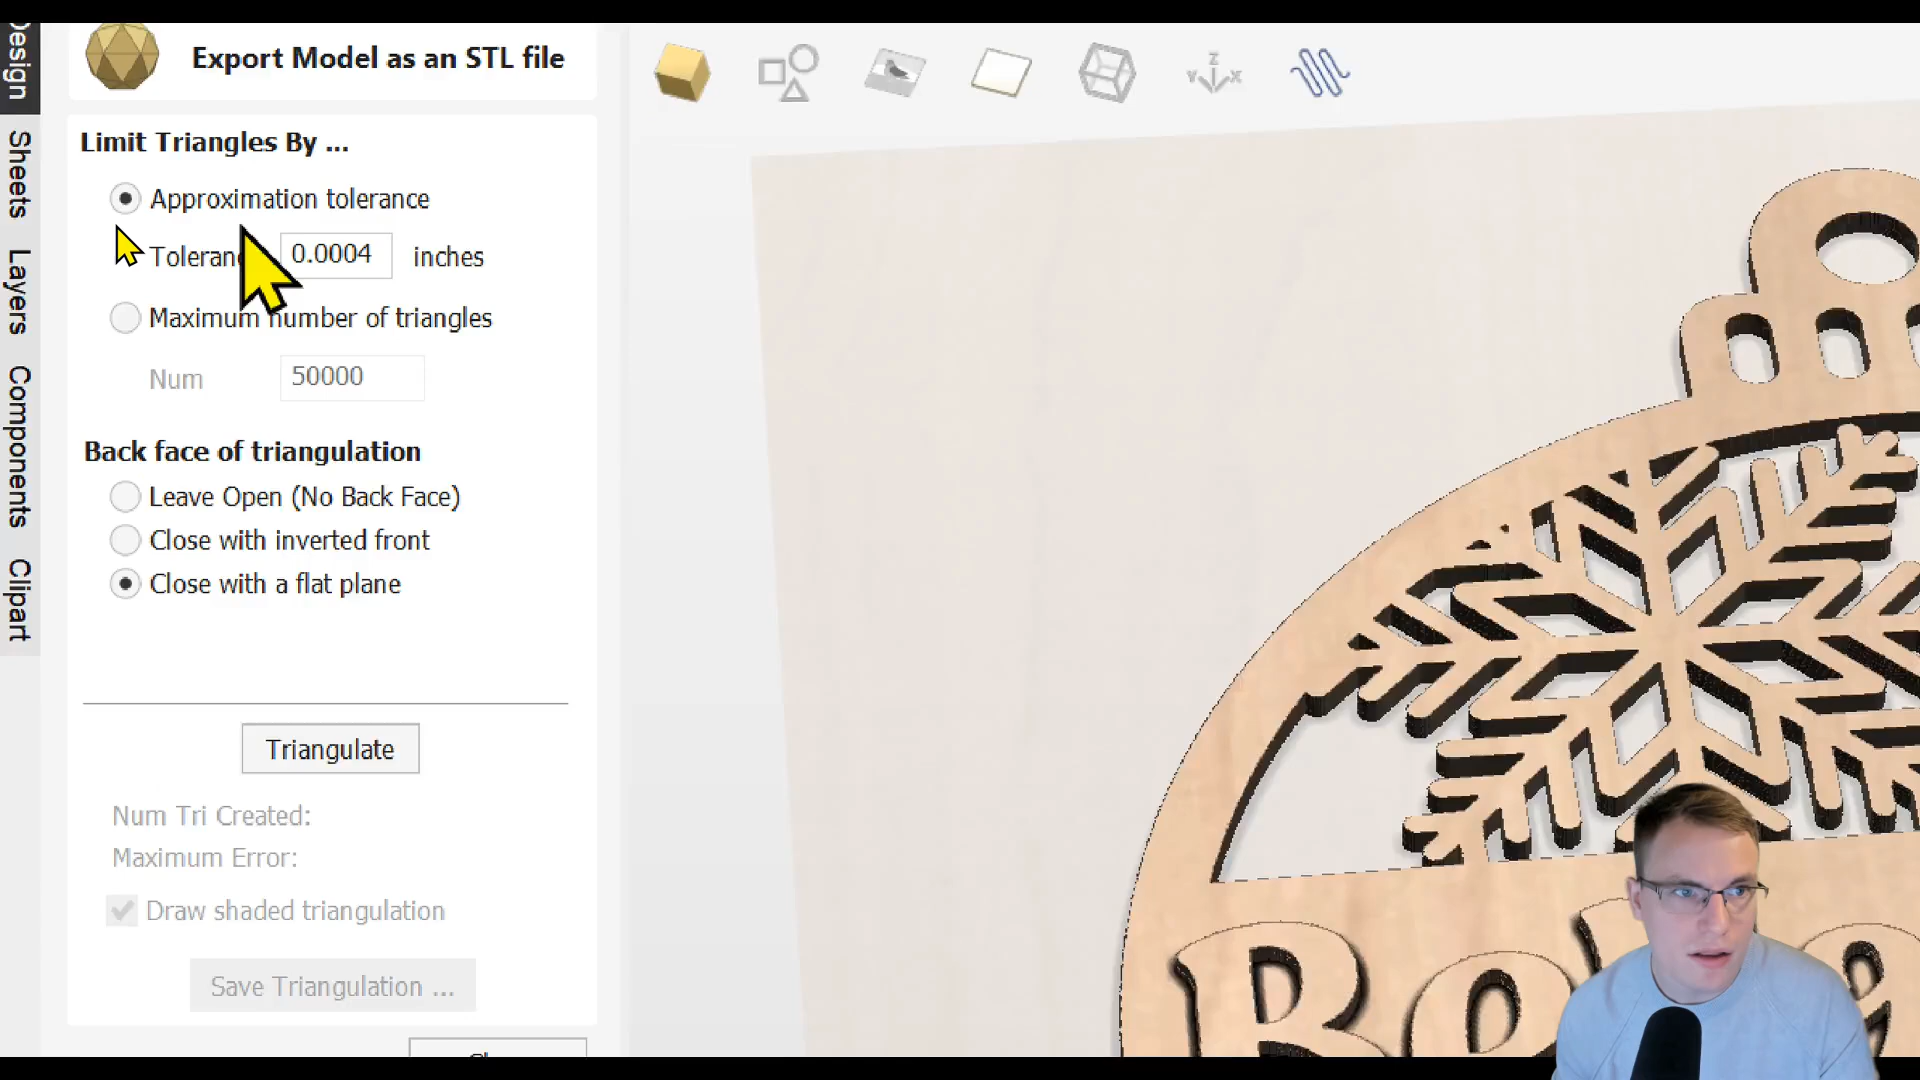 Design
Sheets
Layers
Components
Clipart
Export Model as an STL file
Limit Triangles By ...
Approximation tolerance
0.0004 inches
Maximum number of triangles
Num 50000
Back face of triangulation
Leave Open (No Back Face)
Close with inverted front
Close with a flat plane
Triangulate
Num Tri Created:
Maximum Error:
Draw shaded triangulation
Save Triangulation ...
Z
Y X